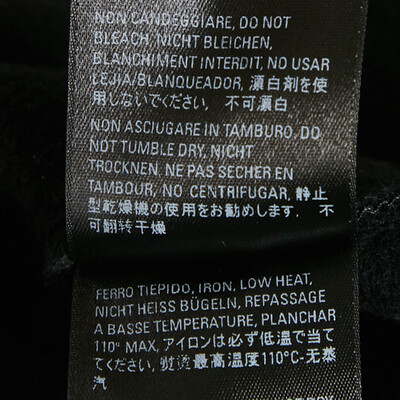 NON CANDEGGIARE, DO NOT
BLEACH, NICHT BLEICHEN,
BLANCHIMENT INTERDIT, NO USAR
LEJIA/BLANQUEADOR, 漂白剤を使
用しないでください, 不可漂白
NON ASCIUGARE IN TAMBURO, DO
NOT TUMBLE DRY, NICHT
TROCKNEN, NE PAS SECHER EN
TAMBOUR, NO CENTRIFUGAR, 静止
型乾燥機の使用をお勧めします, 不
可翻转干燥
FERRO TIEPIDO, IRON, LOW HEAT,
NICHT HEISS BÜGELN, REPASSAGE
A BASSE TEMPERATURE, PLANCHAR
110° MAX, アイロンは必ず低温で当
てください, 熨烫最高温度110°C-无蒸
汽